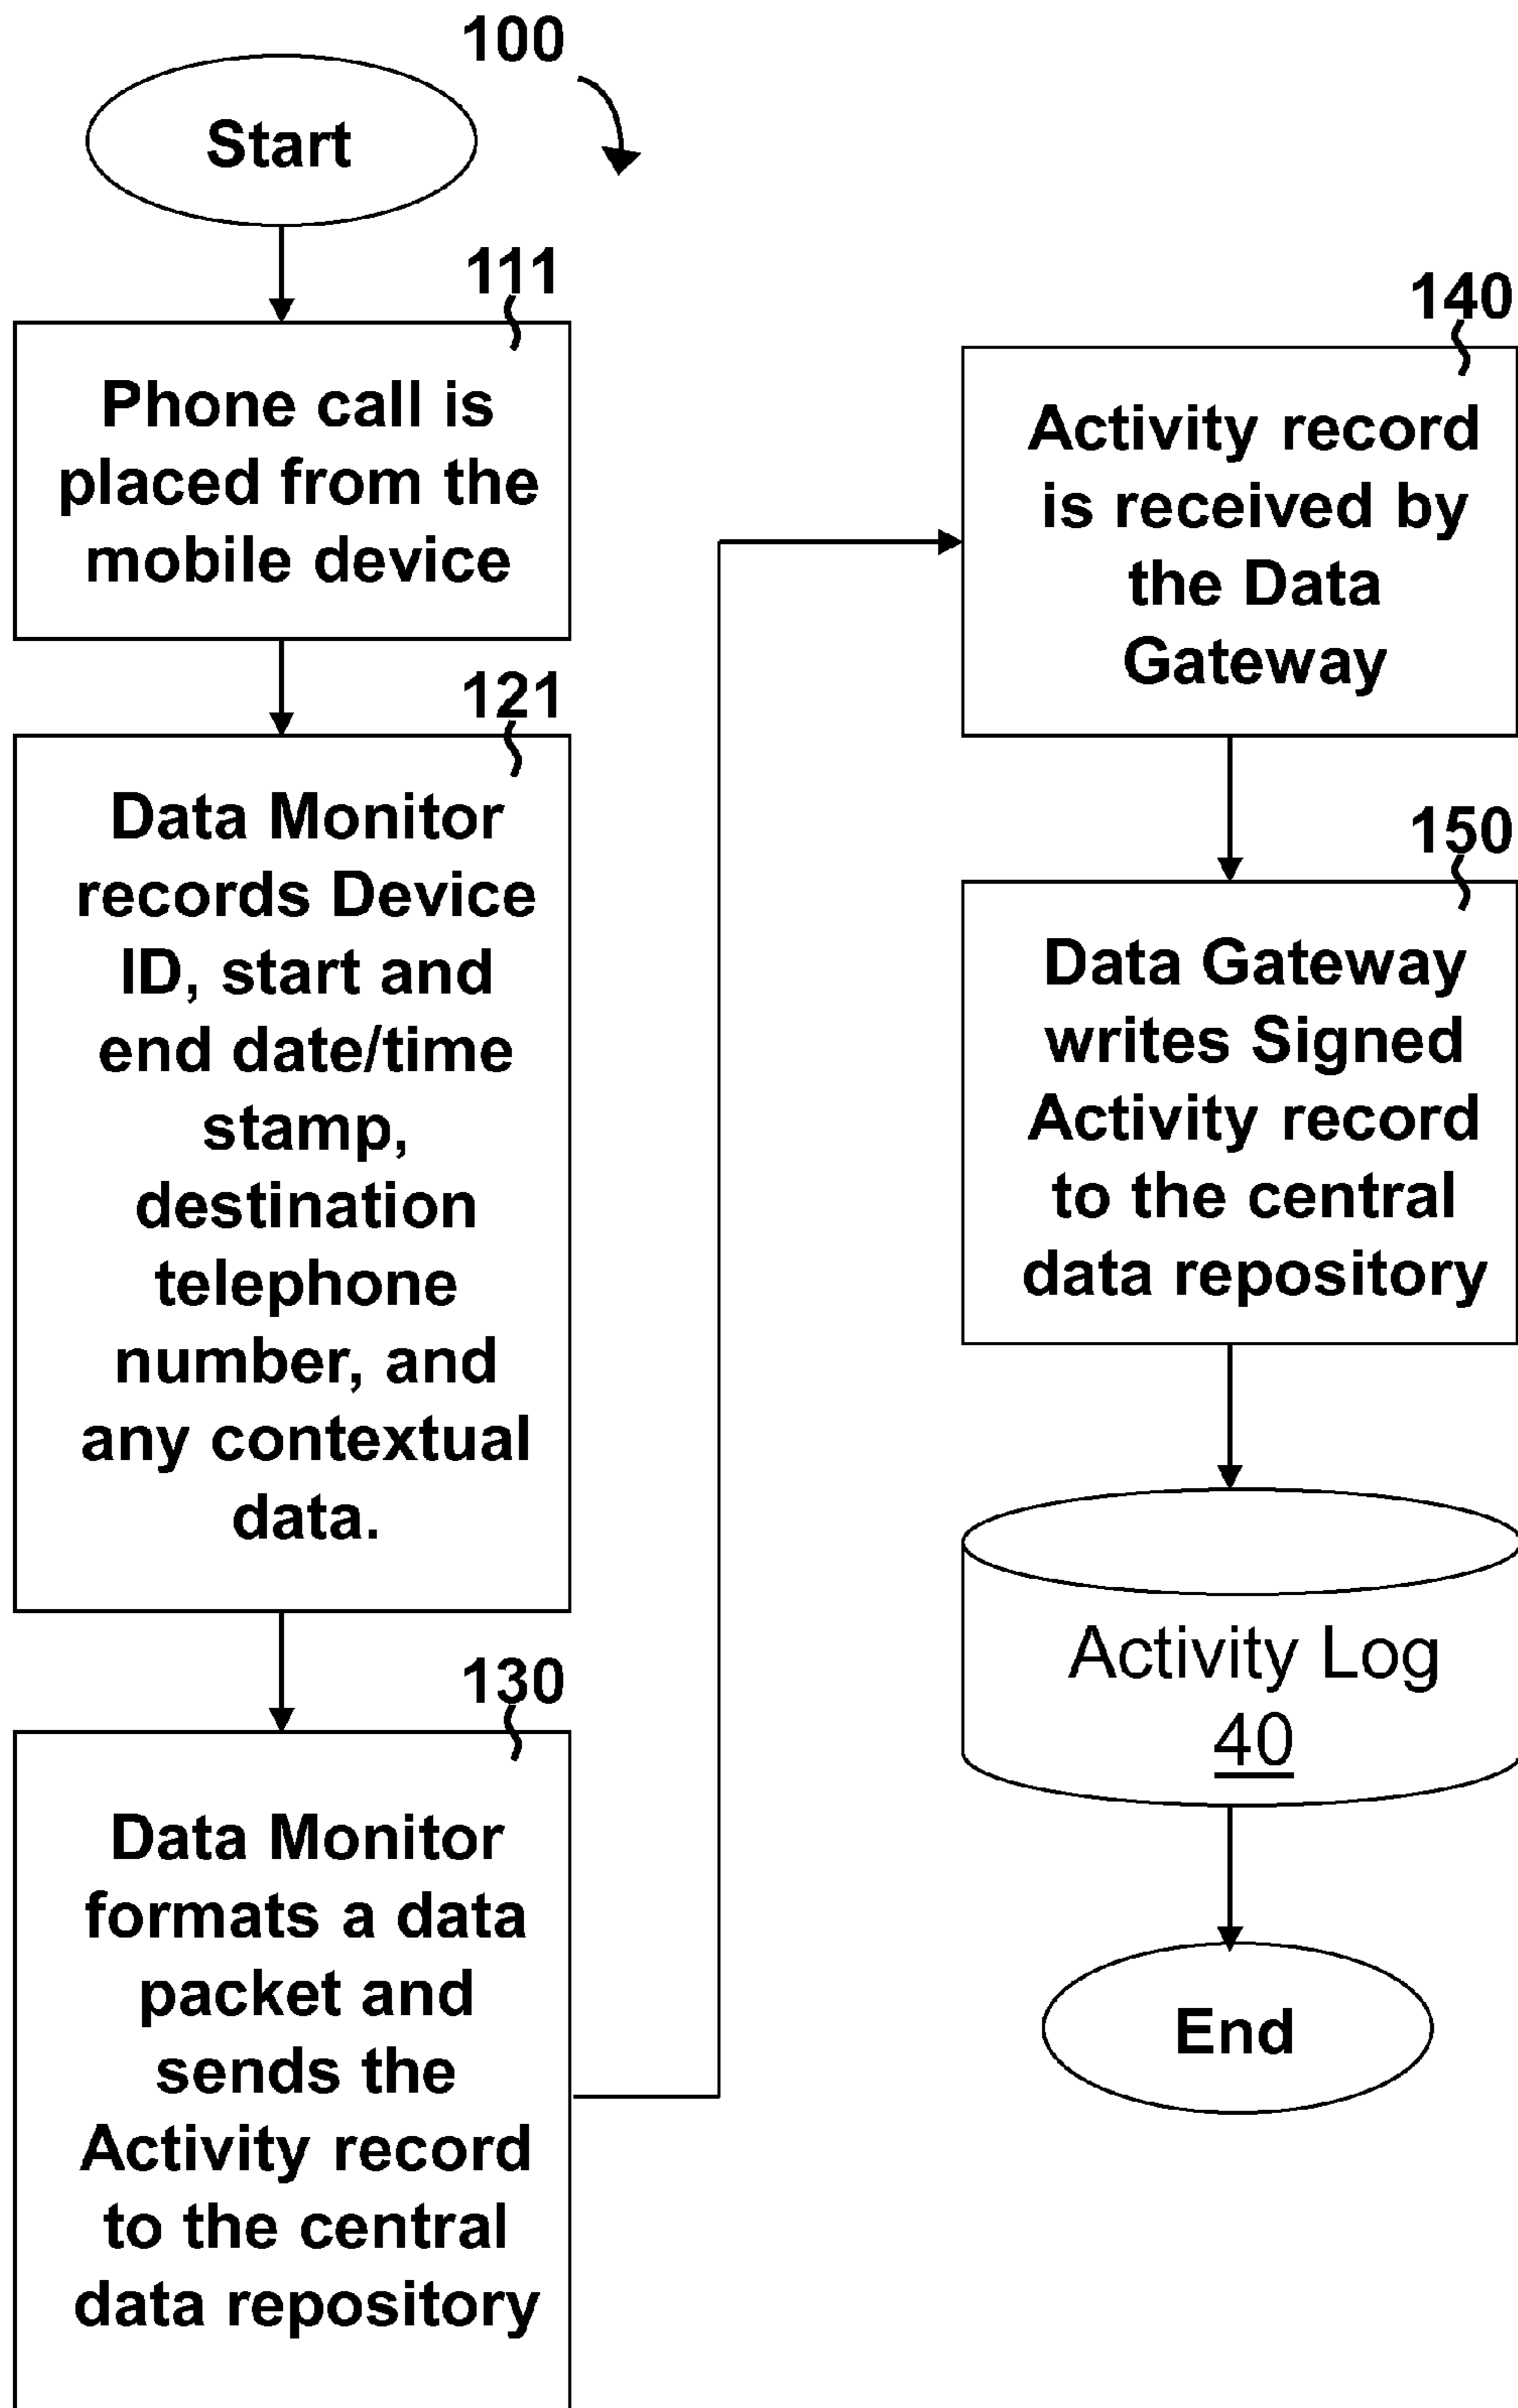 100
Start
111
Phone call is
placed from the
mobile device
121
Data Monitor
records Device
ID, start and
end date/time
stamp,
destination
telephone
number, and
any contextual
data.
130
Data Monitor
formats a data
packet and
sends the
Activity record
to the central
data repository
140
Activity record
is received by
the Data
Gateway
150
Data Gateway
writes Signed
Activity record
to the central
data repository
Activity Log
40
End